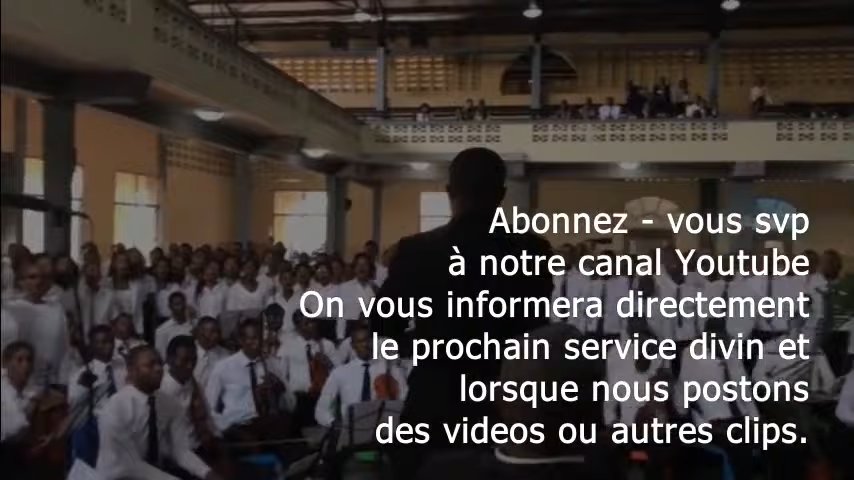 Abonnez - vous svp
à notre canal Youtube
On vous informera directement
le prochain service divin et
lorsque nous postons
des videos ou autres clips.